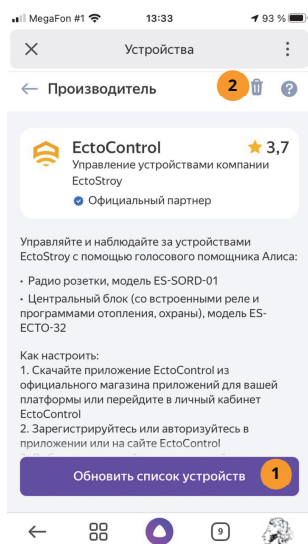 MegaFon #1 13:33 93 %
Устройства
Производитель 2 ?
EctoControl 3,7
Управление устройствами компании
EctoStroy
Официальный партнер
Управляйте и наблюдайте за устройствами
EctoStroy с помощью голосового помощника Алиса:
• Радио розетки, модель ES-SORD-01
• Центральный блок (со встроенными реле и
программами отопления, охраны), модель ES-
ECTO-32
Как настроить:
1. Скачайте приложение EctoControl из
официального магазина приложений для вашей
платформы или перейдите в личный кабинет
EctoControl
2. Зарегистрируйтесь или авторизуйтесь в
приложении или на сайте EctoControl
Обновить список устройств 1
9